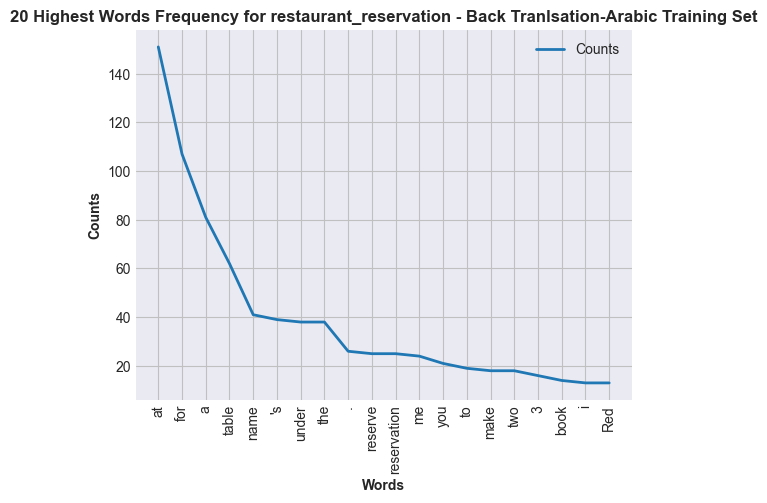 20 Highest Words Frequency for restaurant_reservation - Back Tranlsation-Arabic Training Set
Counts
140
120
100
80
60
40
20
Counts
at
for
a
table
name
's
under
the
.
reserve
reservation
me
you
to
make
two
3
book
i
Red
Words